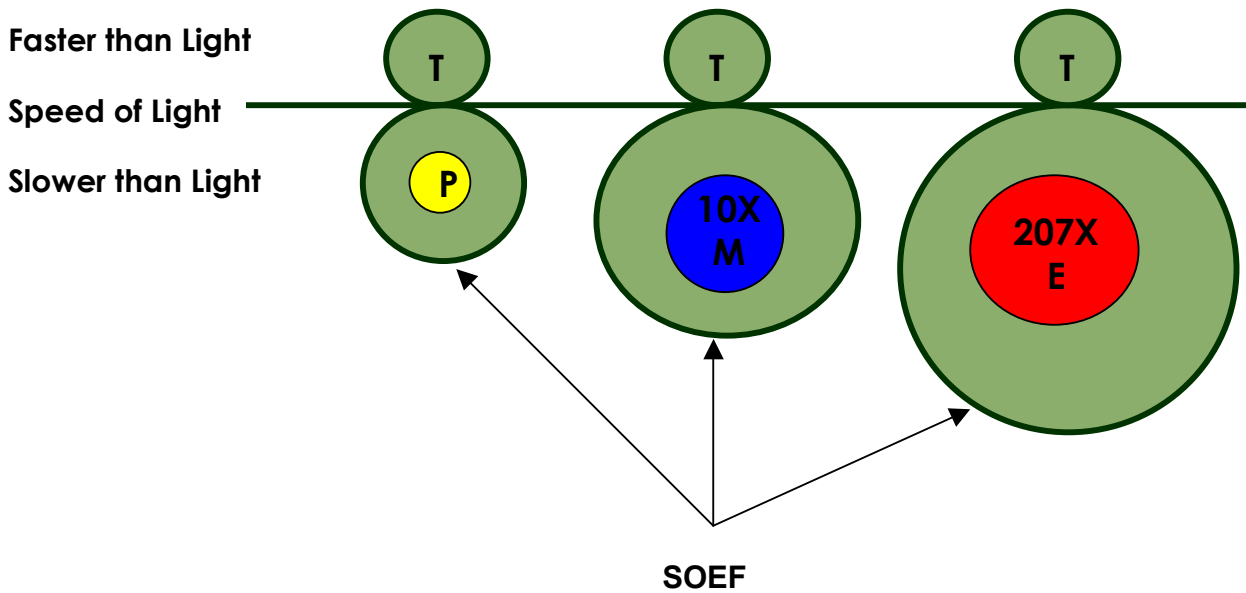 Faster than Light
T
T
T
Speed of Light
Slower than Light
P
10X
M
207X
E
SOEF